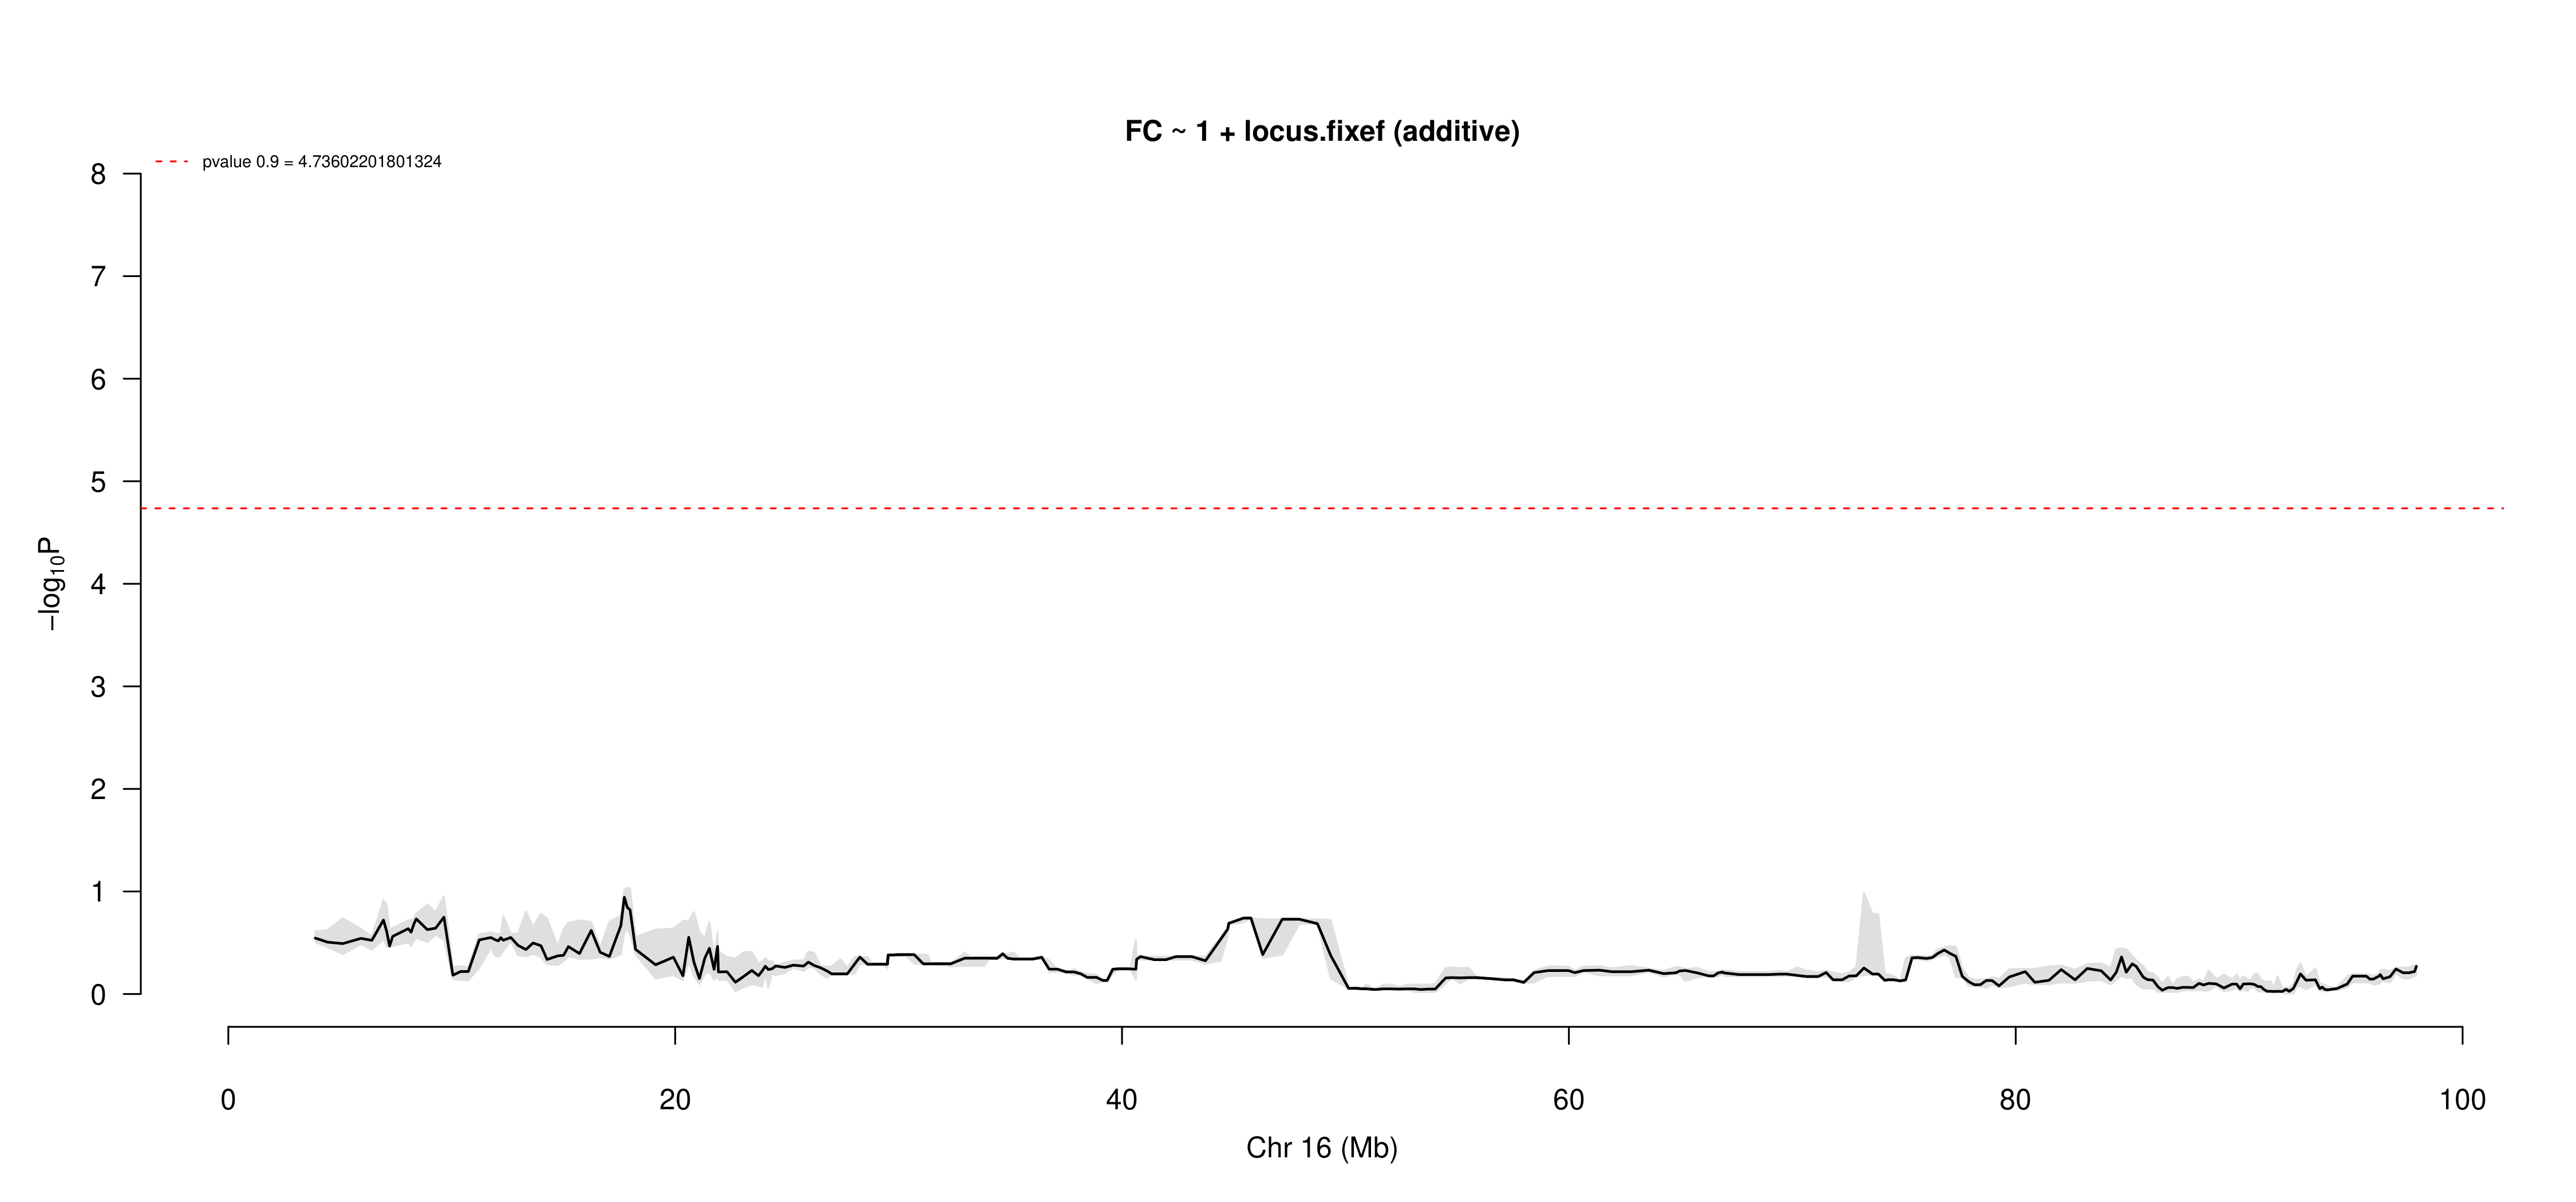 FC ~ 1 + locus.fixef (additive)
pvalue 0.9 = 4.73602201801324
8
7
6
5
4
3
2
1
0
−log10P
0 20 40 60 80 100
Chr 16 (Mb)